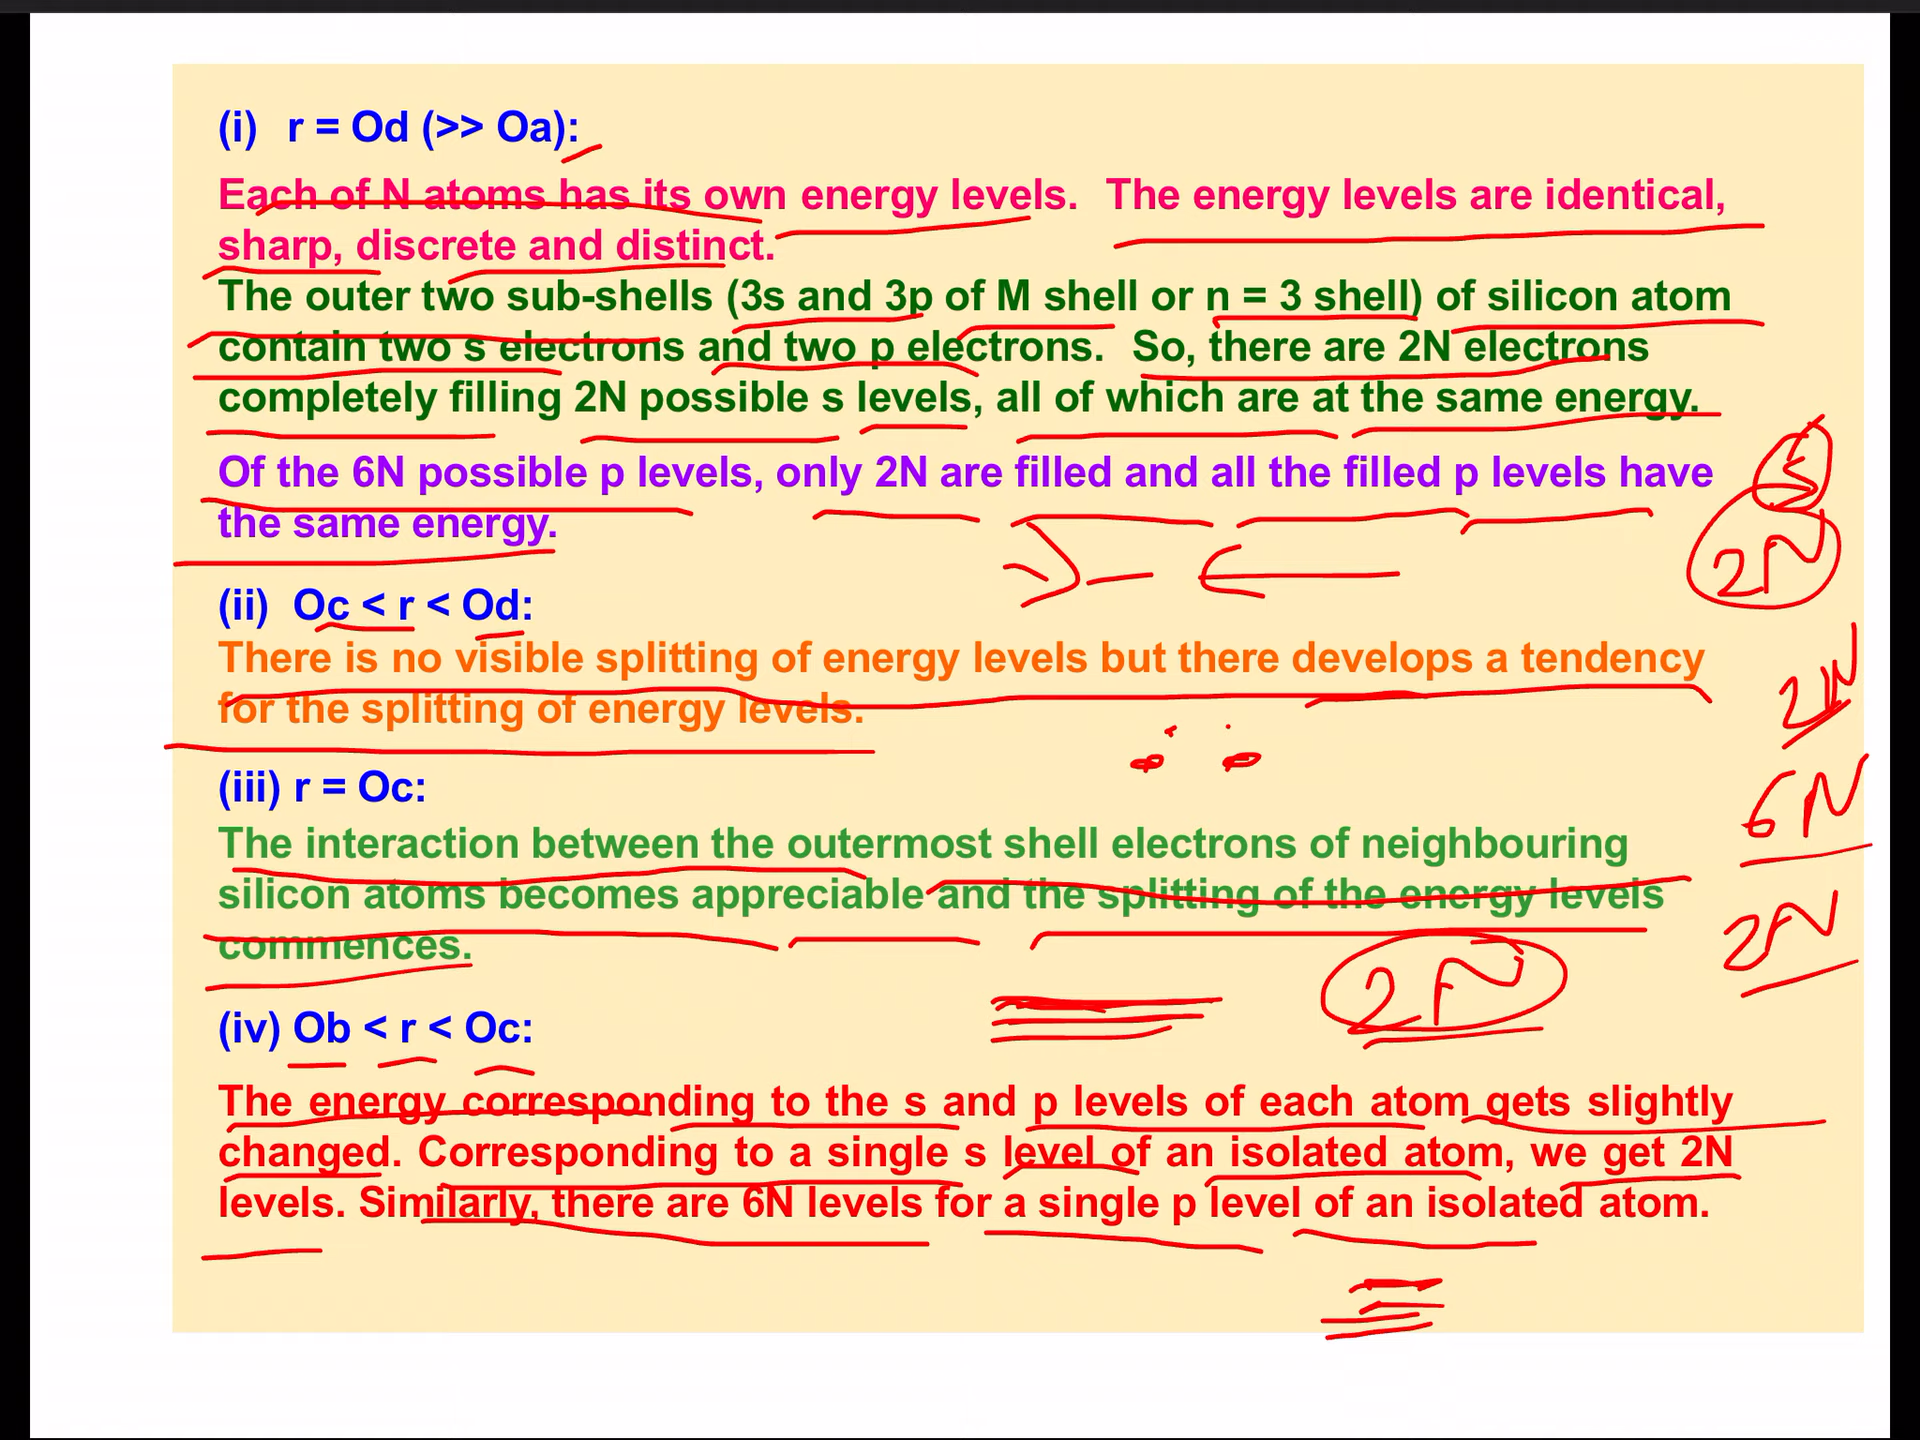 (i) r = Od (>> Oa):
Each of N atoms has its own energy levels. The energy levels are identical,
sharp, discrete and distinct.
The outer two sub-shells (3s and 3p of M shell or n = 3 shell) of silicon atom
contain two s electrons and two p electrons. So, there are 2N electrons
completely filling 2N possible s levels, all of which are at the same energy.
Of the 6N possible p levels, only 2N are filled and all the filled p levels have
the same energy.
2N
(ii) Oc < r < Od:
There is no visible splitting of energy levels but there develops a tendency
for the splitting of energy levels.
2N
(iii) r = Oc:
6N
The interaction between the outermost shell electrons of neighbouring
silicon atoms becomes appreciable and the splitting of the energy levels
commences.
2N
2N
(iv) Ob < r < Oc:
The energy corresponding to the s and p levels of each atom gets slightly
changed. Corresponding to a single s level of an isolated atom, we get 2N
levels. Similarly, there are 6N levels for a single p level of an isolated atom.